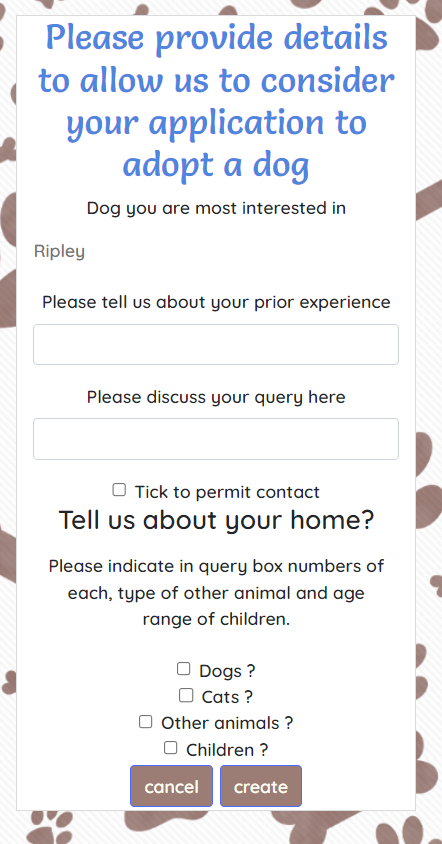 Please provide details
to allow us to consider
your application to
adopt a dog
Dog you are most interested in
Ripley
Please tell us about your prior experience
Please discuss your query here
Tick to permit contact
Tell us about your home?
Please indicate in query box numbers of
each, type of other animal and age
range of children.
Dogs ?
Cats ?
Other animals ?
Children ?
cancel create